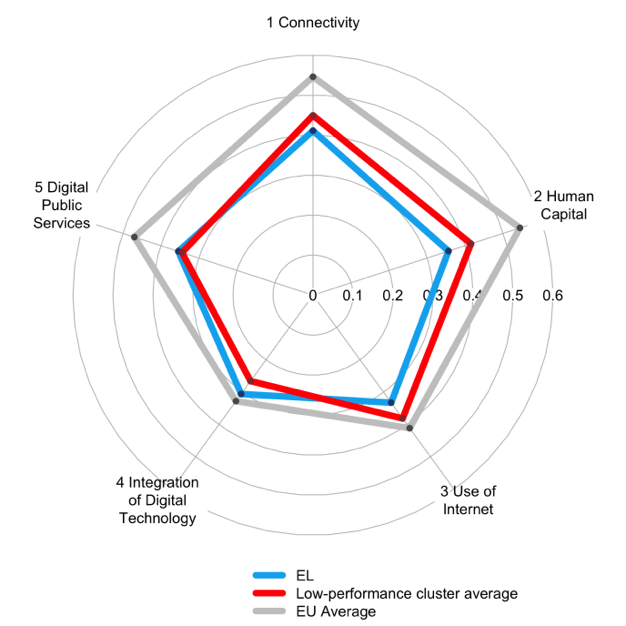 1 Connectivity
5 Digital
Public
Services
2 Human
Capital
0 0.1 0.2 0.3 0.4 0.5 0.6
4 Integration
of Digital
Technology
3 Use of
Internet
EL
Low-performance cluster average
EU Average